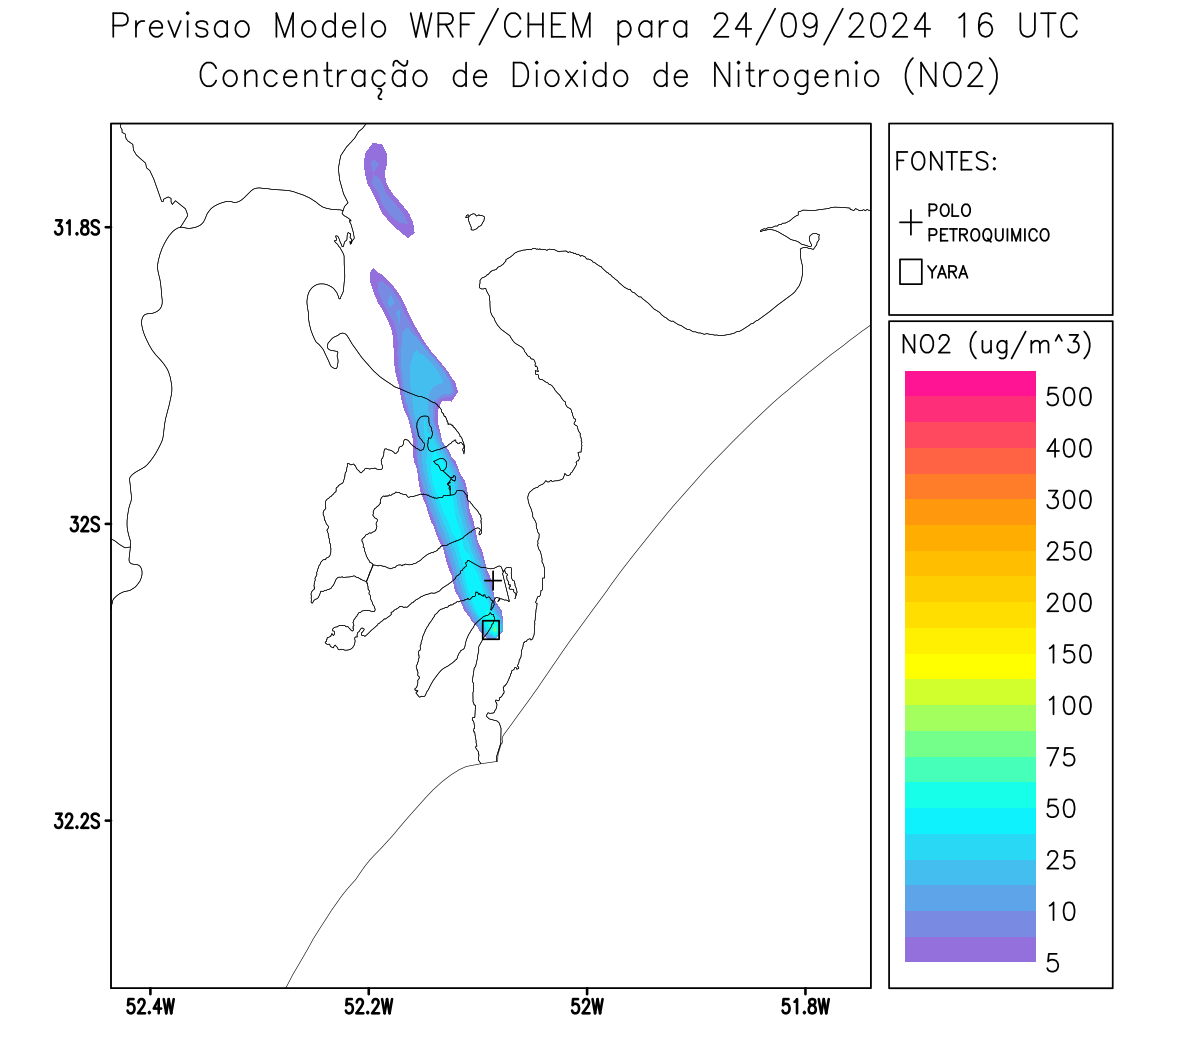 Previsao Modelo WRF/CHEM para 24/09/2024 16 UTC
Concentração de Dioxido de Nitrogenio (NO2)
FONTES:
POLO
PETROQUIMICO
YARA
NO2 (ug/m^3)
500
400
300
250
200
150
100
75
50
25
10
5
31.8S
32S
32.2S
52.4W
52.2W
52W
51.8W